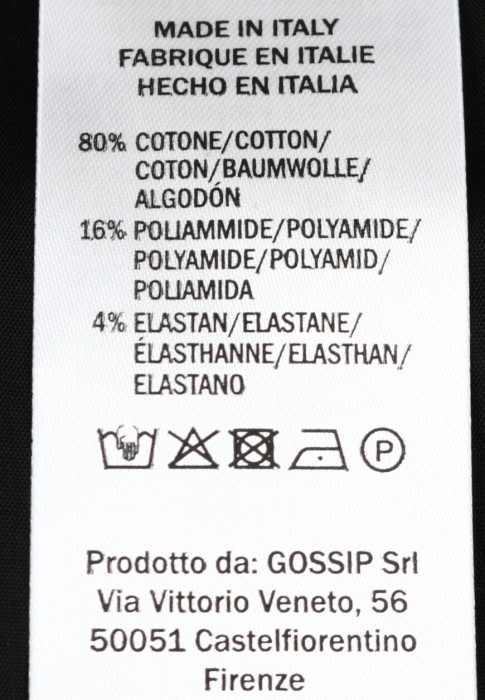 MADE IN ITALY
FABRIQUE EN ITALIE
HECHO EN ITALIA
80% COTONE/COTTON/
COTON/BAUMWOLLE/
ALGODÓN
16% POLIAMMIDE/POLYAMIDE/
POLYAMIDE/POLYAMID/
POLIAMIDA
4% ELASTAN/ELASTANE/
ÉLASTHANNE/ELASTHAN/
ELASTANO
P
Prodotto da: GOSSIP Srl
Via Vittorio Veneto, 56
50051 Castelfiorentino
Firenze